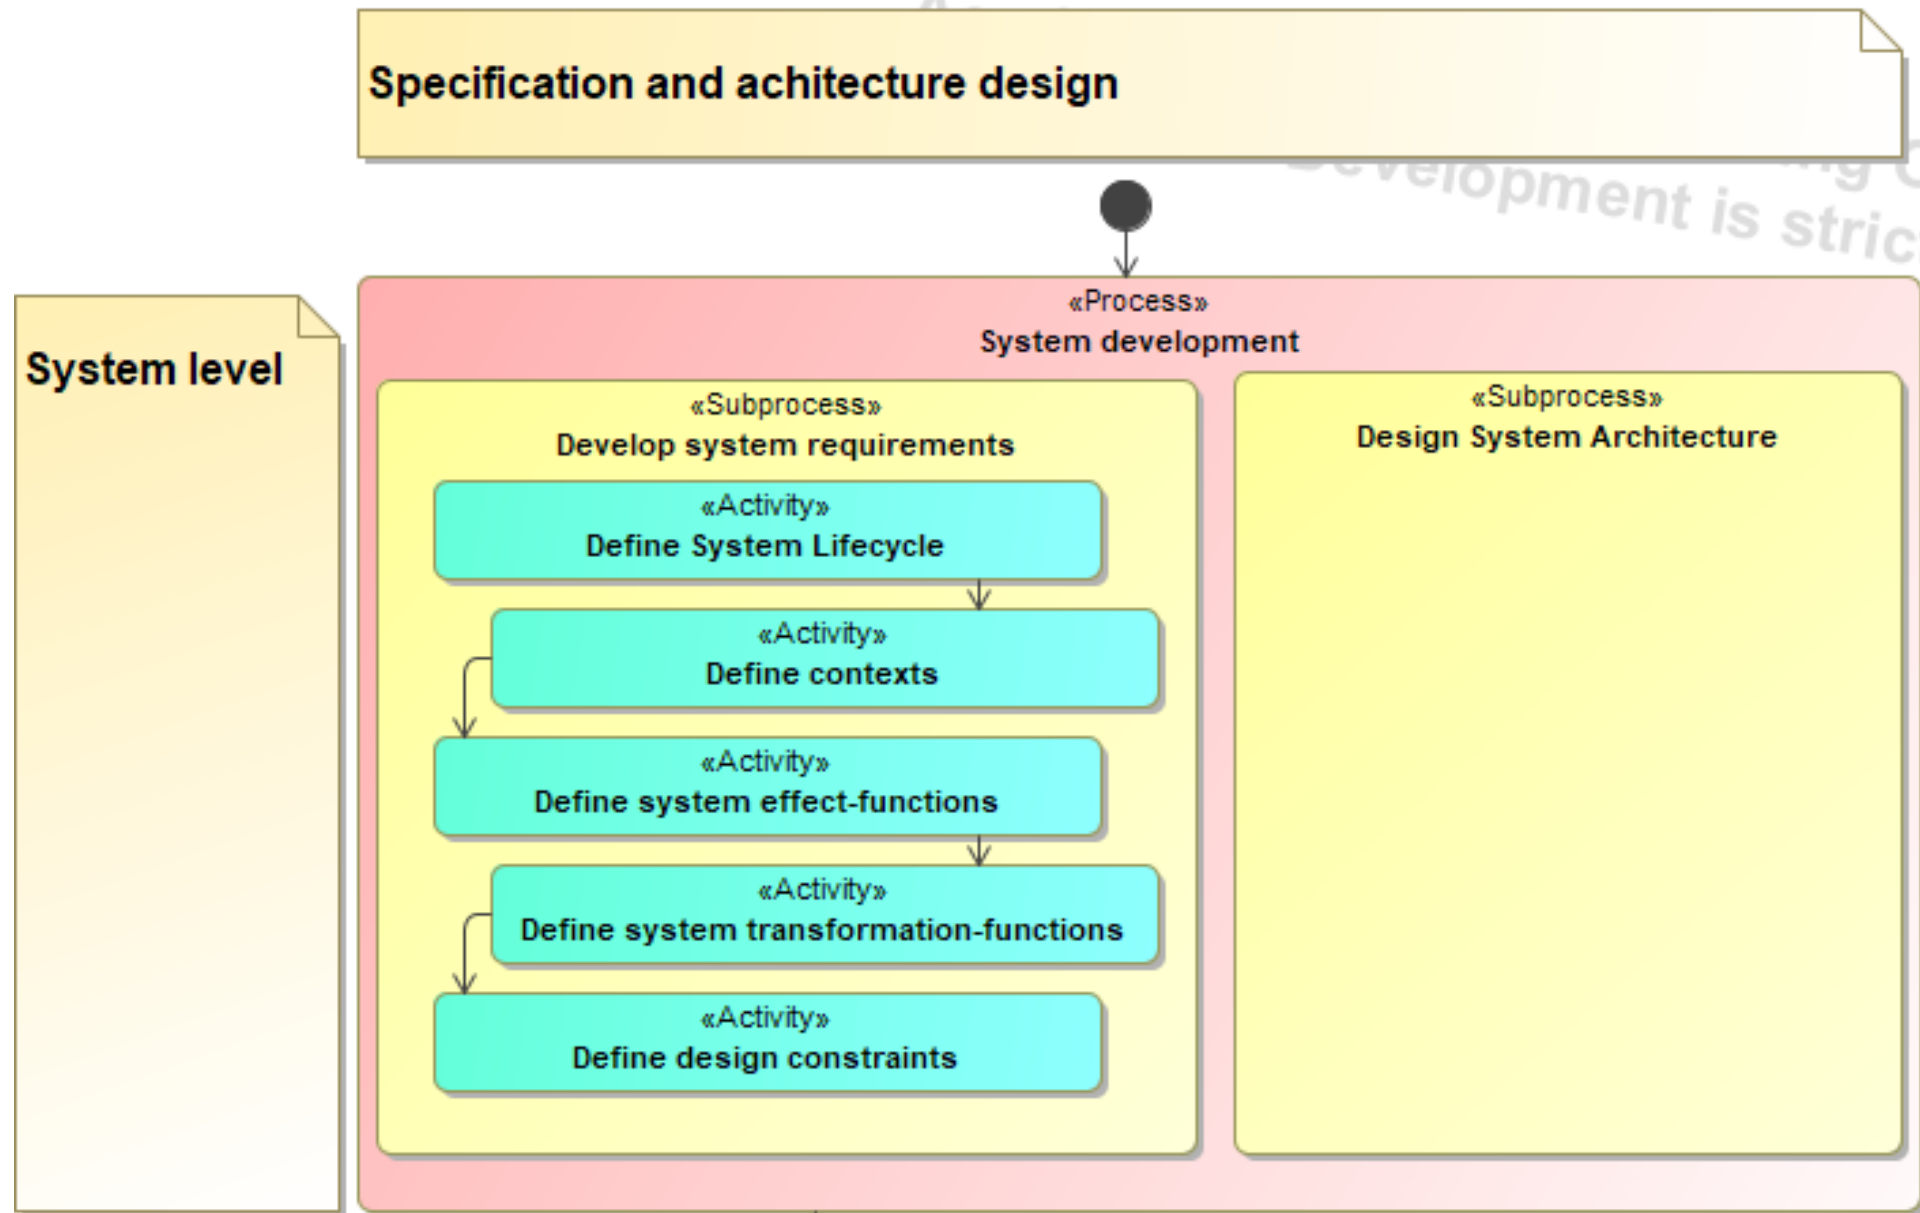 Specification and achitecture design
Development is
System level
«Process»
System development
«Subprocess»
Develop system requirements
«Activity»
Define System Lifecycle
«Activity»
Define contexts
«Activity»
Define system effect-functions
«Activity»
Define system transformation-functions
«Activity»
Define design constraints
«Subprocess»
Design System Architecture